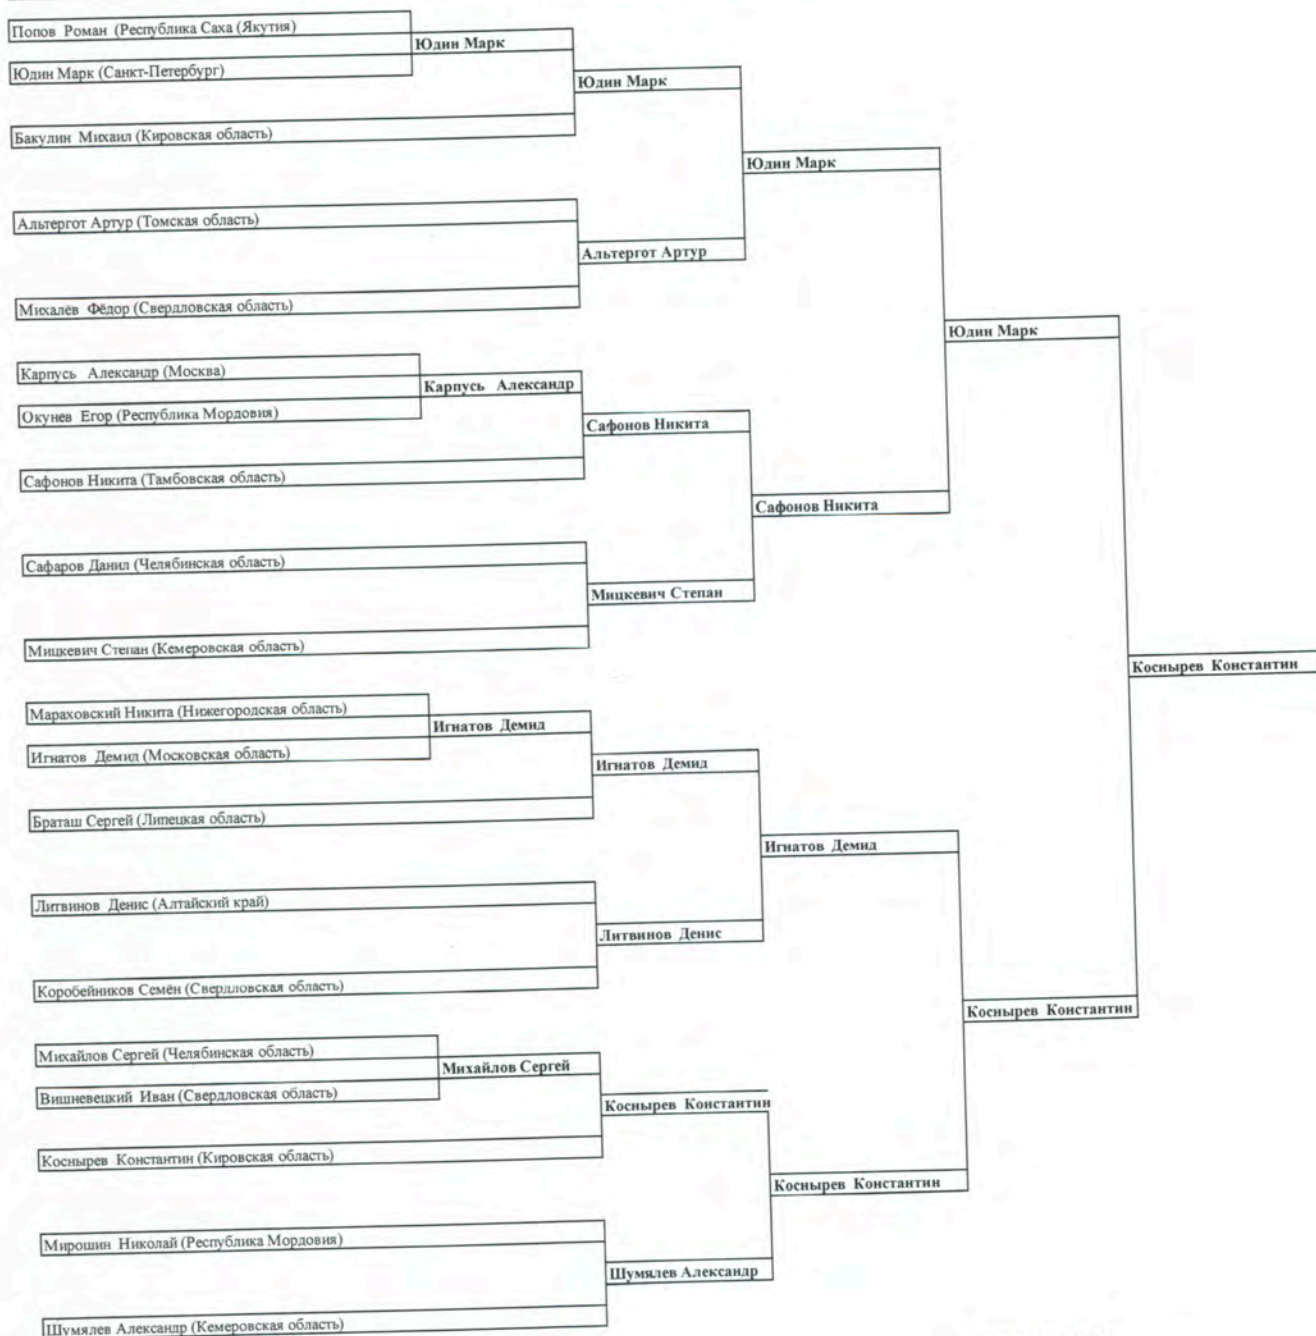 Попов Роман (Республика Саха (Якутия)
Юдин Марк
Юдин Марк (Санкт-Петербург)
Юдин Марк
Бакулин Михаил (Кировская область)
Юдин Марк
Альтергот Артур (Томская область)
Альтергот Артур
Михалёв Фёдор (Свердловская область)
Юдин Марк
Карпусь Александр (Москва)
Карпусь Александр
Окунев Егор (Республика Мордовия)
Сафонов Никита
Сафонов Никита (Тамбовская область)
Сафонов Никита
Сафаров Данил (Челябинская область)
Мицкевич Степан
Мицкевич Степан (Кемеровская область)
Коснырев Константин
Мараховский Никита (Нижегородская область)
Игнатов Демид
Игнатов Демид (Московская область)
Игнатов Демид
Браташ Сергей (Липецкая область)
Игнатов Демид
Литвинов Денис (Алтайский край)
Литвинов Денис
Коробейников Семён (Свердловская область)
Коснырев Константин
Михайлов Сергей (Челябинская область)
Михайлов Сергей
Вишневецкий Иван (Свердловская область)
Коснырев Константин
Коснырев Константин (Кировская область)
Коснырев Константин
Мирошин Николай (Республика Мордовия)
Шумялев Александр
Шумялев Александр (Кемеровская область)